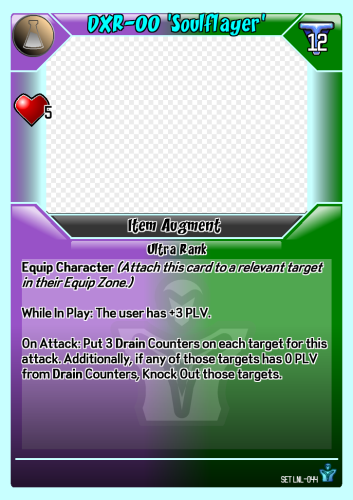 DXR-00 'Soulflayer'
12
5
Item Augment
Ultra Rank
Equip Character (Attach this card to a relevant target
in their Equip Zone.)
While In Play: The user has +3 PLV.
On Attack: Put 3 Drain Counters on each target for this
attack. Additionally, if any of those targets has 0 PLV
from Drain Counters, Knock Out those targets.
SET LNL-044